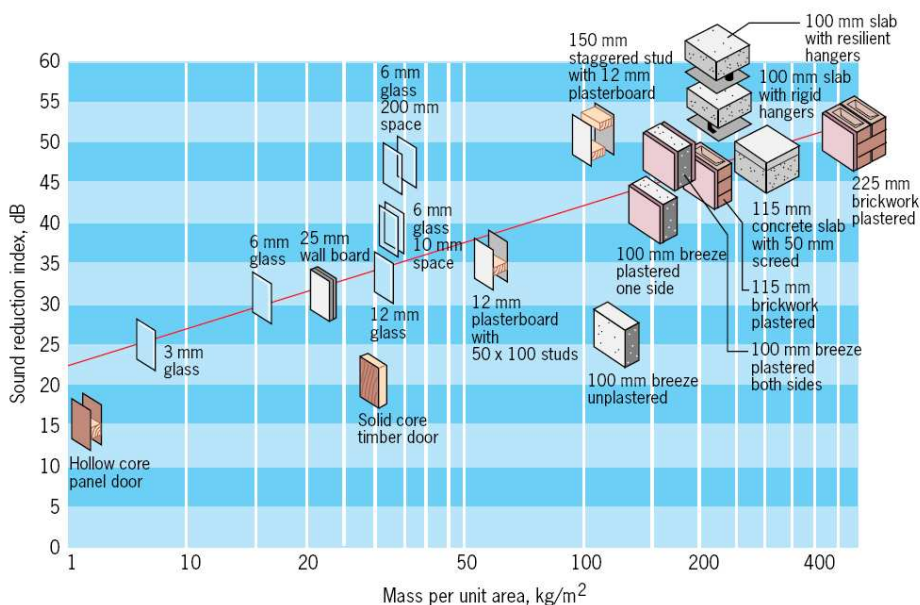 100 mm slab
with resilient
hangers
150 mm
staggered stud
with 12 mm
plasterboard
6 mm
glass
200 mm
space
100 mm slab
with rigid
hangers
60
55
50
45
40
35
30
25
20
15
10
5
0
Sound reduction index, dB
6 mm
glass
25 mm
wall board
6 mm
glass
10 mm
space
225 mm
brickwork
plastered
115 mm
concrete slab
with 50 mm
screed
100 mm breeze
plastered
one side
115 mm
brickwork
plastered
3 mm
glass
12 mm
glass
12 mm
plasterboard
with
50 x 100 studs
100 mm breeze
plastered
both sides
100 mm breeze
unplastered
Solid core
timber door
Hollow core
panel door
1
10
20
50
100
200
400
Mass per unit area, kg/m²